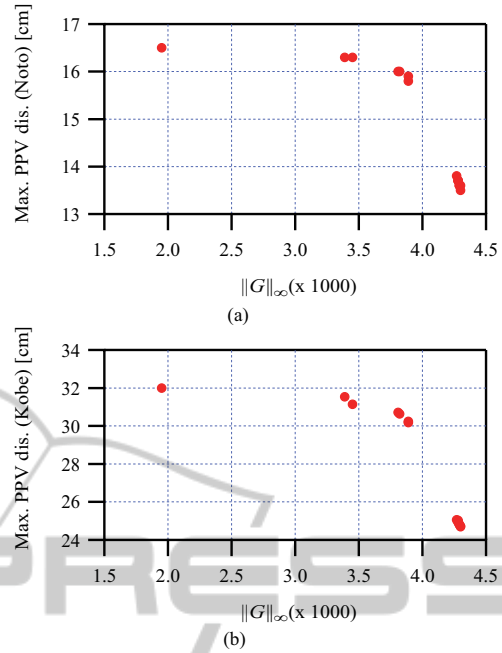 17
16
15
14
13
Max. PPV dis. (Noto) [cm]
1.5 2.0 2.5 3.0 3.5 4.0 4.5
‖G‖∞(x 1000)
(a)
34
32
30
28
26
24
Max. PPV dis. (Kobe) [cm]
1.5 2.0 2.5 3.0 3.5 4.0 4.5
‖G‖∞(x 1000)
(b)